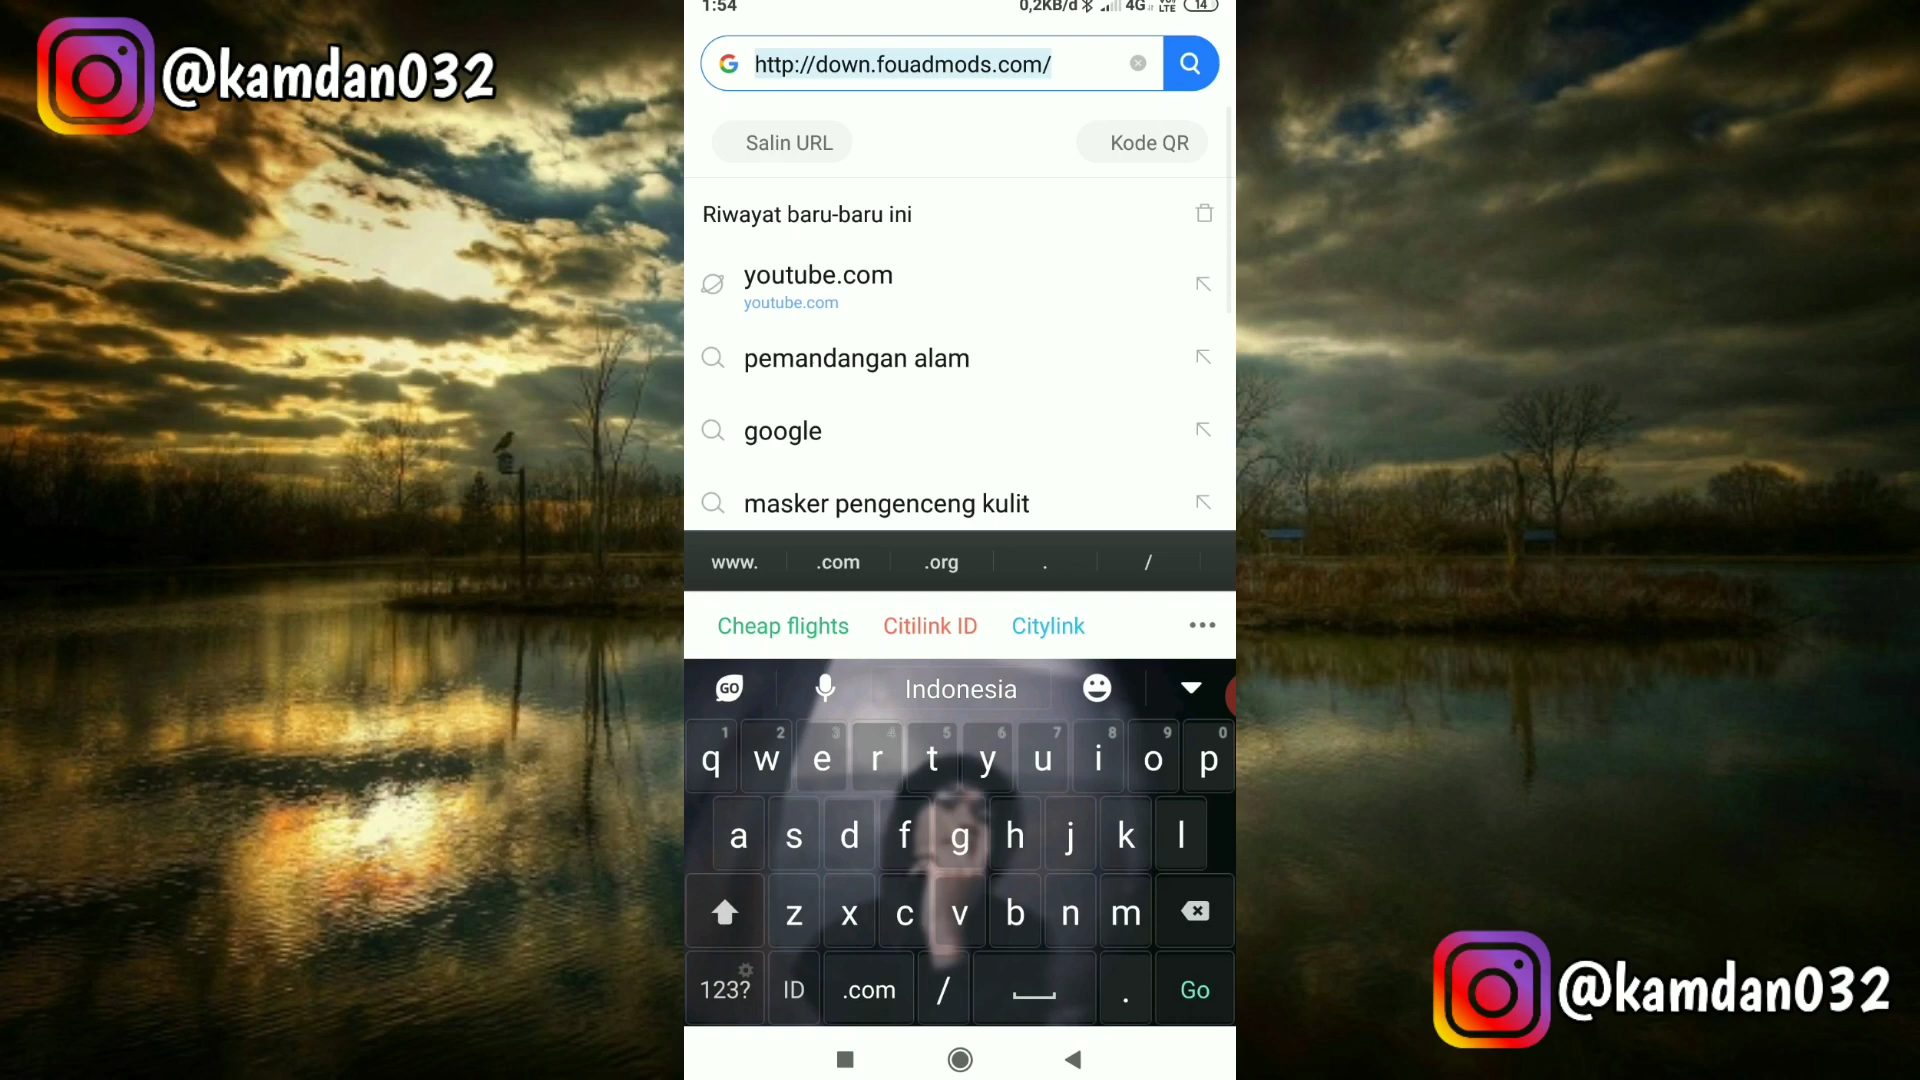 @kamdan032
1:54 0,2KB/d 4G LTE 14
http://down.fouadmods.com/
Salin URL Kode QR
Riwayat baru-baru ini
youtube.com
youtube.com
pemandangan alam
google
masker pengenceng kulit
www. .com .org . /
Cheap flights Citilink ID Citylink
GO Indonesia
1 2 3 4 5 6 7 8 9 0
q w e r t y u i o p
a s d f g h j k l
z x c v b n m
123? ID .com / . Go
@kamdan032